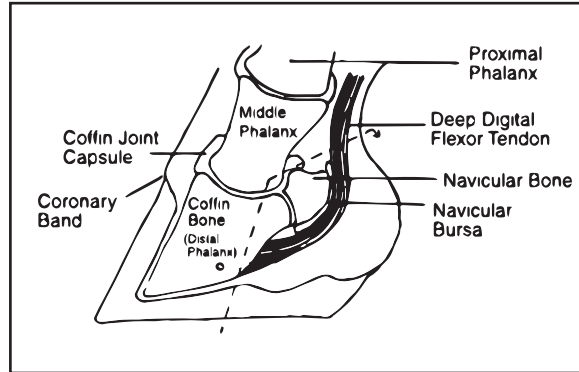 Proximal
Phalanx
Middle
Phalanx
Deep Digital
Flexor Tendon
Coffin Joint
Capsule
Navicular Bone
Coronary
Band
Coffin
Bone
(Distal
Phalanx)
Navicular
Bursa